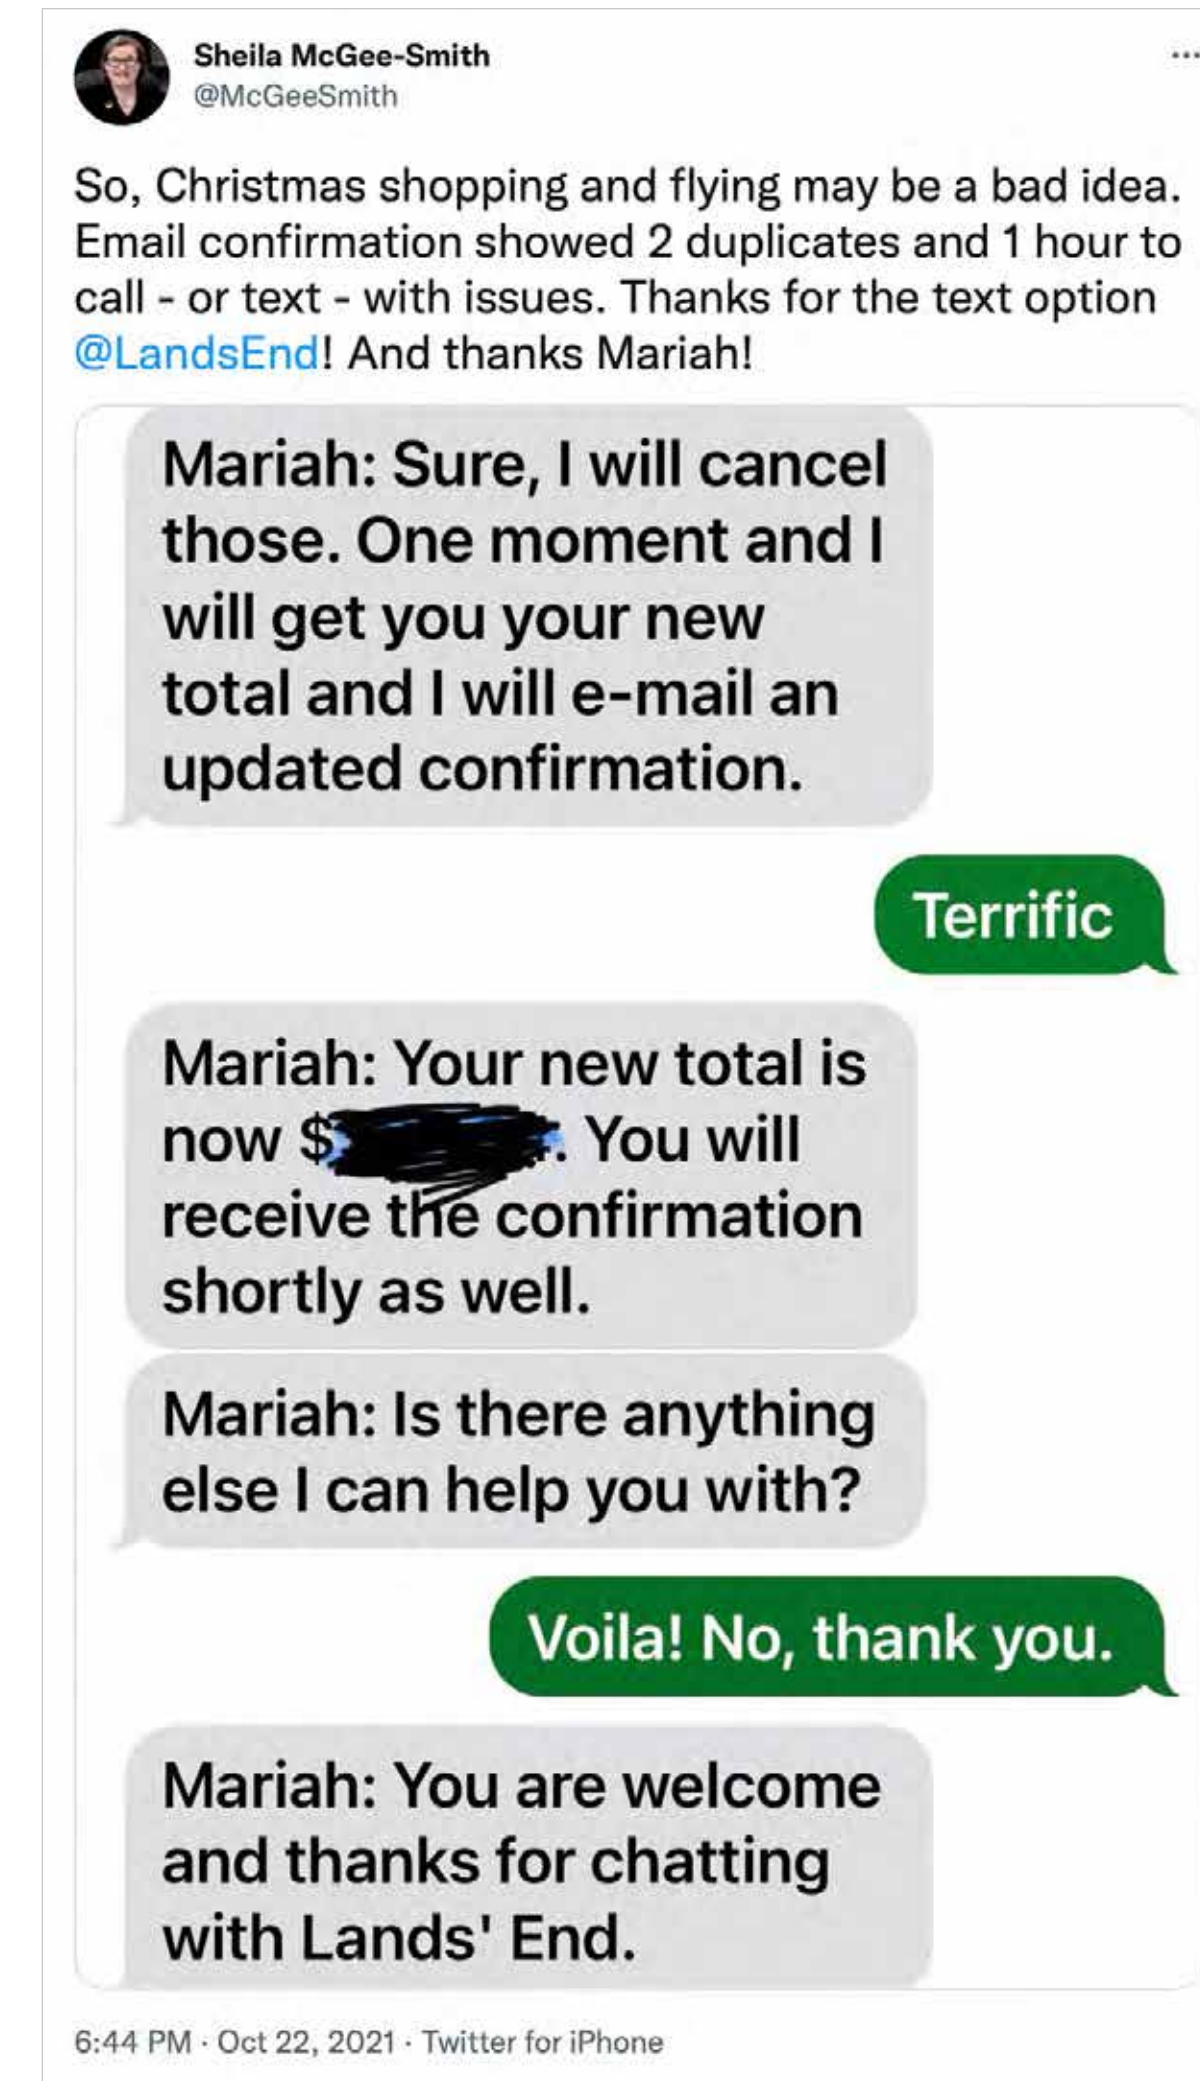 Sheila McGee-Smith
@McGeeSmith
So, Christmas shopping and flying may be a bad idea.
Email confirmation showed 2 duplicates and 1 hour to
call - or text - with issues. Thanks for the text option
@LandsEnd! And thanks Mariah!
Mariah: Sure, I will cancel
those. One moment and I
will get you your new
total and I will e-mail an
updated confirmation.
Terrific
Mariah: Your new total is
now $ . You will
receive the confirmation
shortly as well.
Mariah: Is there anything
else I can help you with?
Voila! No, thank you.
Mariah: You are welcome
and thanks for chatting
with Lands' End.
6:44 PM · Oct 22, 2021 · Twitter for iPhone